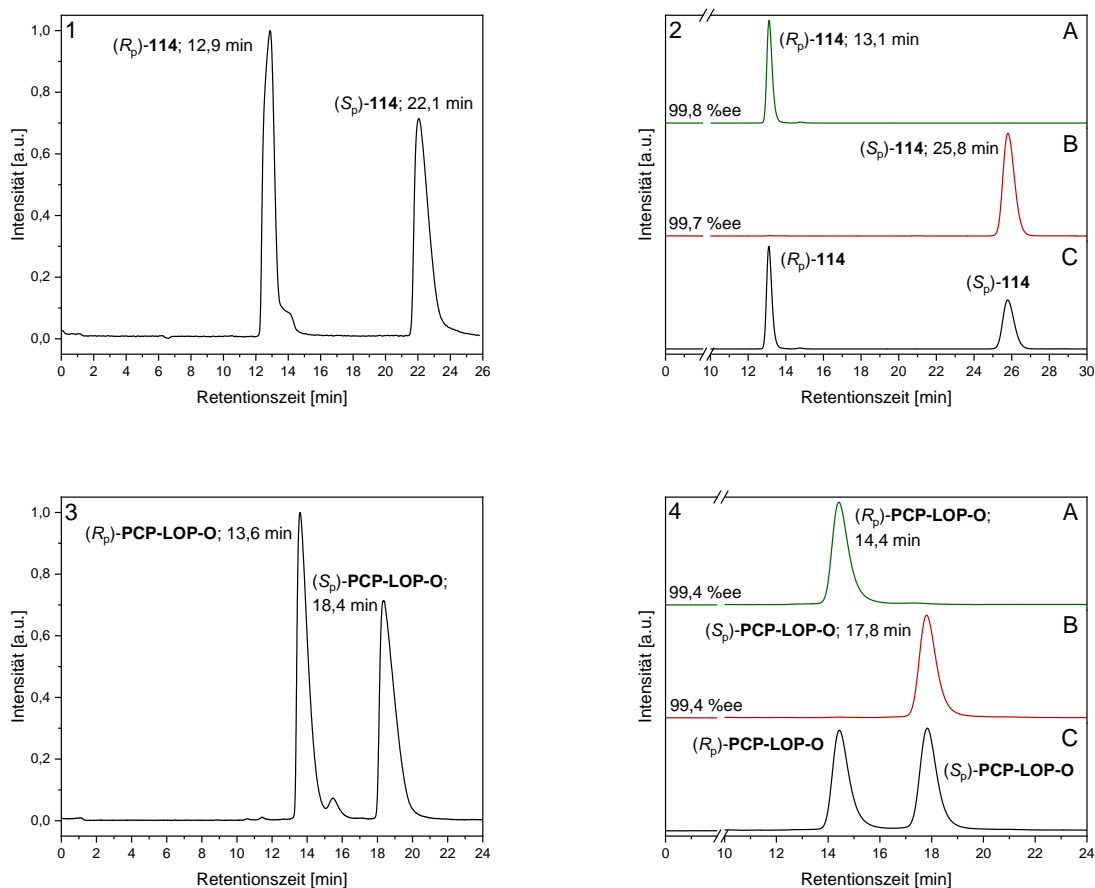 1
(Rp)-114; 12,9 min
(Sp)-114; 22,1 min
1,0
0,8
0,6
0,4
0,2
0,0
Intensität [a.u.]
0 2 4 6 8 10 12 14 16 18 20 22 24 26
Retentionszeit [min]
2
A
(Rp)-114; 13,1 min
99,8 %ee
B
(Sp)-114; 25,8 min
99,7 %ee
C
(Rp)-114
(Sp)-114
Intensität [a.u.]
0 10 12 14 16 18 20 22 24 26 28 30
Retentionszeit [min]
3
(Rp)-PCP-LOP-O; 13,6 min
(Sp)-PCP-LOP-O;
18,4 min
1,0
0,8
0,6
0,4
0,2
0,0
Intensität [a.u.]
0 2 4 6 8 10 12 14 16 18 20 22 24
Retentionszeit [min]
4
A
(Rp)-PCP-LOP-O;
14,4 min
99,4 %ee
B
(Sp)-PCP-LOP-O; 17,8 min
99,4 %ee
C
(Rp)-PCP-LOP-O
(Sp)-PCP-LOP-O
Intensität [a.u.]
0 10 12 14 16 18 20 22 24
Retentionszeit [min]